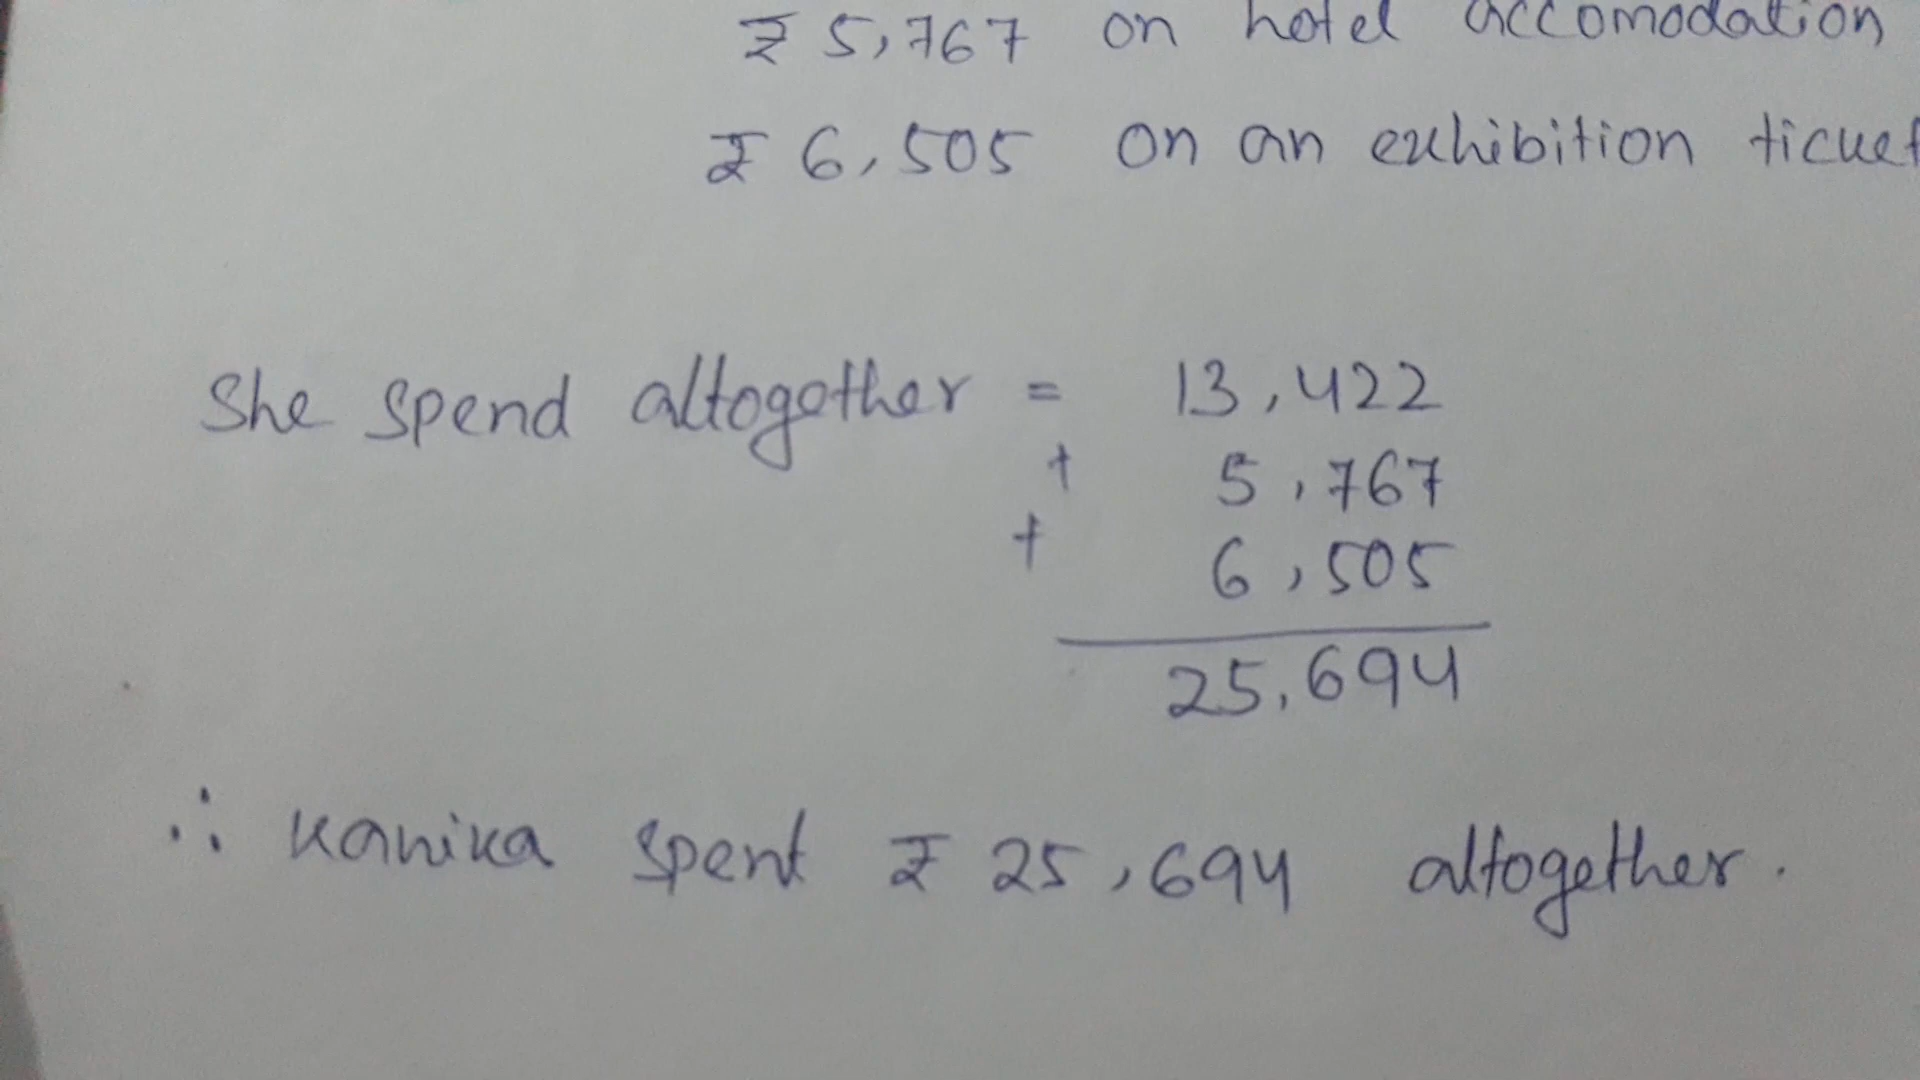 ₹ 5,767 on hotel accomodation
₹ 6,505 on an exhibition ticket
She spend altogether = 13,422
+ 5,767
+ 6,505
25,694
∴ Kanika spent ₹ 25,694 altogether.